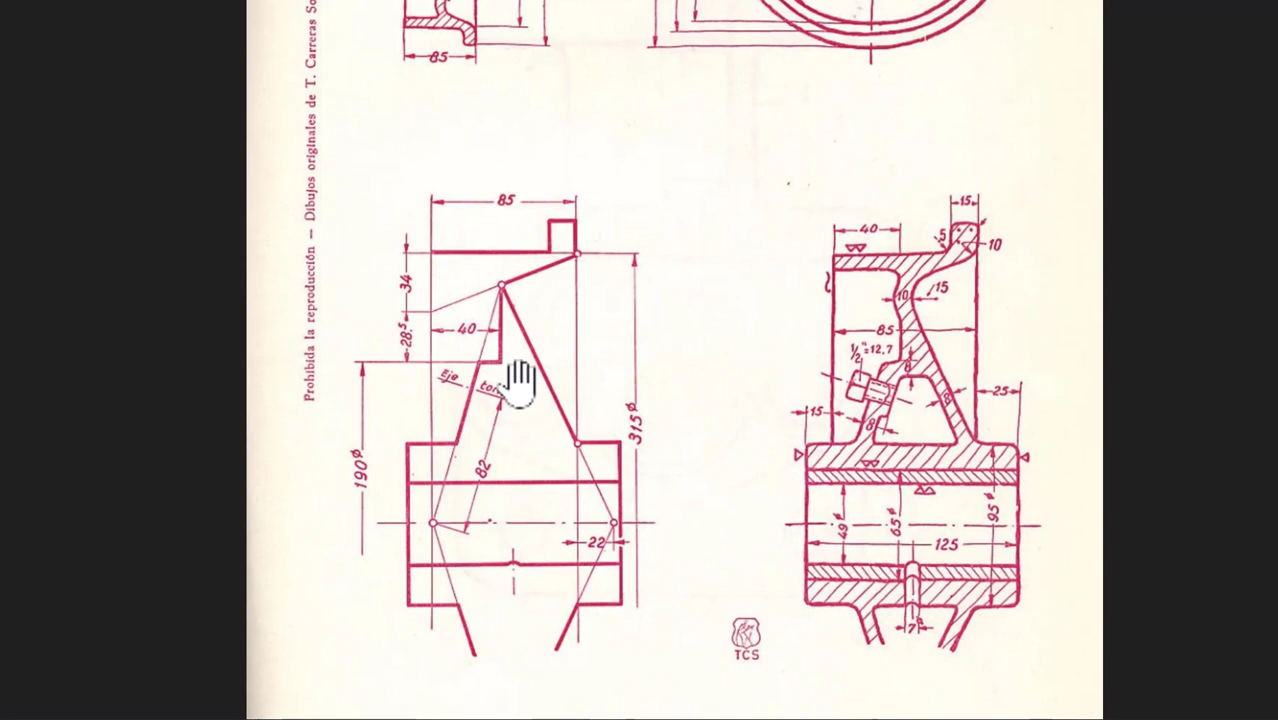 Prohibida la reproducción — Dibujos originales de T. Carreras So
85
85
34
28,5
40
Eje
190ø
82
315ø
22
15
40
5
10
10
15
85
1/2"=12.7
8
8
8
25
15
49ø
65ø
95ø
125
7
TCS